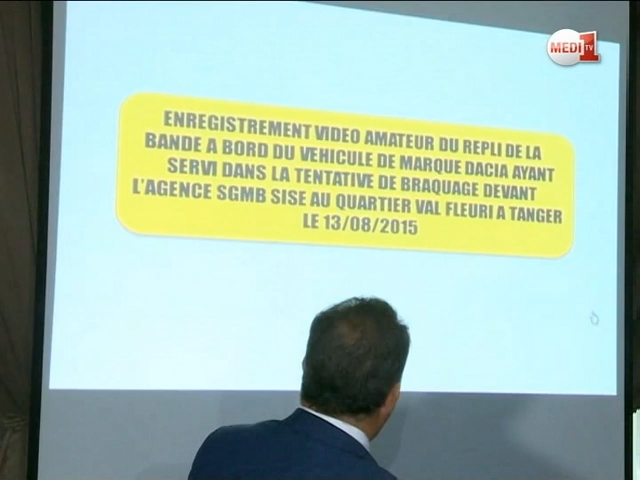 MEDI 1 TV
ENREGISTREMENT VIDEO AMATEUR DU REPLI DE LA
BANDE A BORD DU VEHICULE DE MARQUE DACIA AYANT
SERVI DANS LA TENTATIVE DE BRAQUAGE DEVANT
L'AGENCE SGMB SISE AU QUARTIER VAL FLEURI A TANGER
LE 13/08/2015